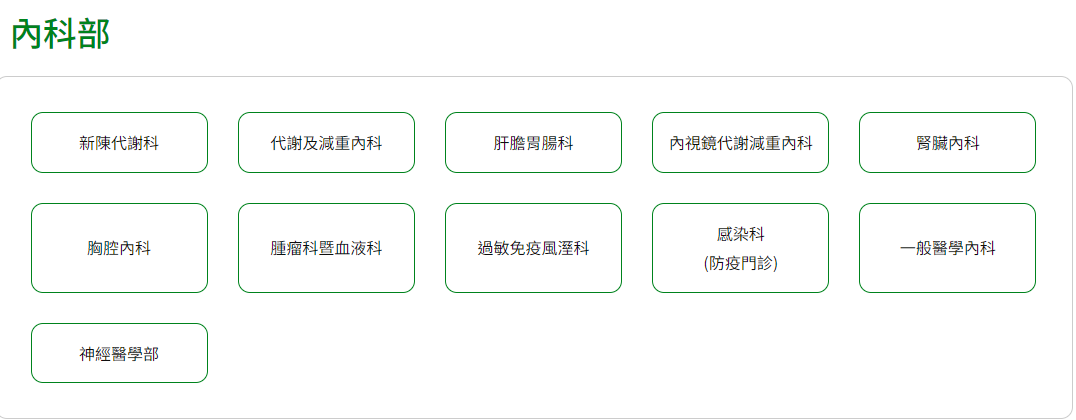 內科部
新陳代謝科
代謝及減重內科
肝膽胃腸科
內視鏡代謝減重內科
腎臟內科
胸腔內科
腫瘤科暨血液科
過敏免疫風溼科
感染科
(防疫門診)
一般醫學內科
神經醫學部